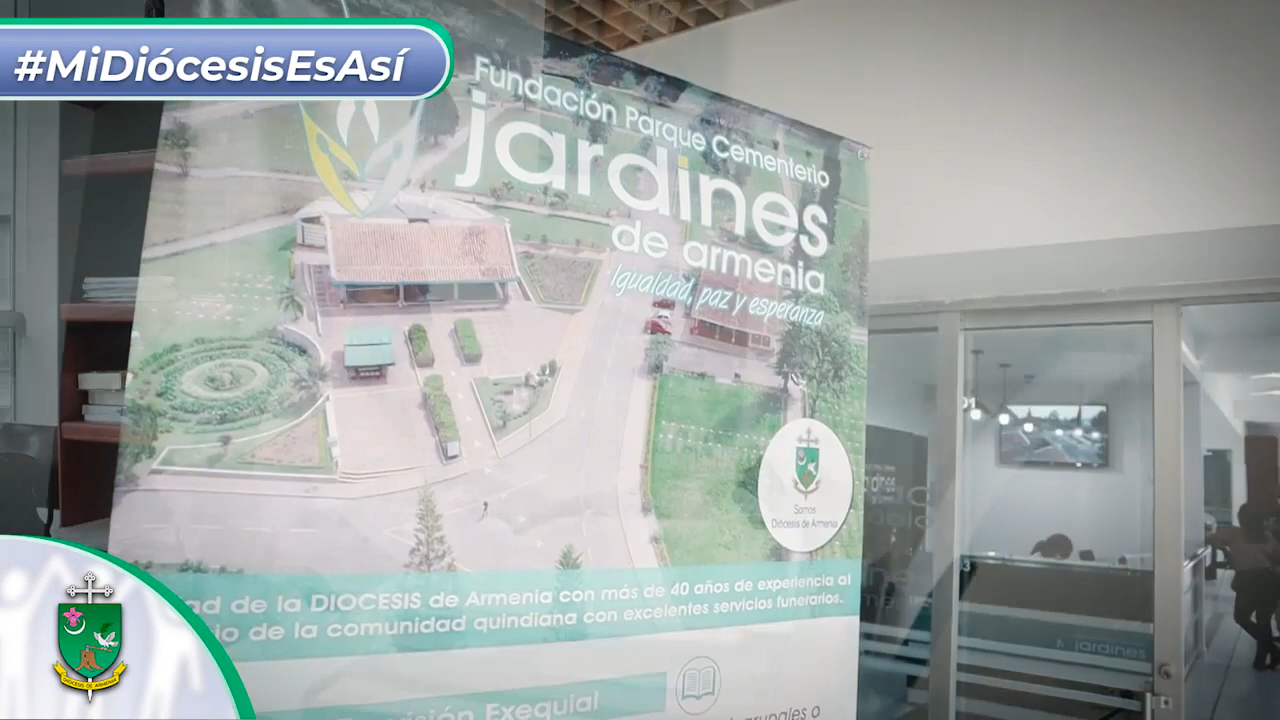 #MiDiócesisEsAsí
Fundación Parque Cementerio
jardines
de armenia
Igualdad, paz y esperanza
Somos
Diócesis de Armenia
de la DIOCESIS de Armenia con más de 40 años de experiencia al
de la comunidad quindiana con excelentes servicios funerarios.
Exequial
o
jardines
DIÓCESIS DE ARMENIA